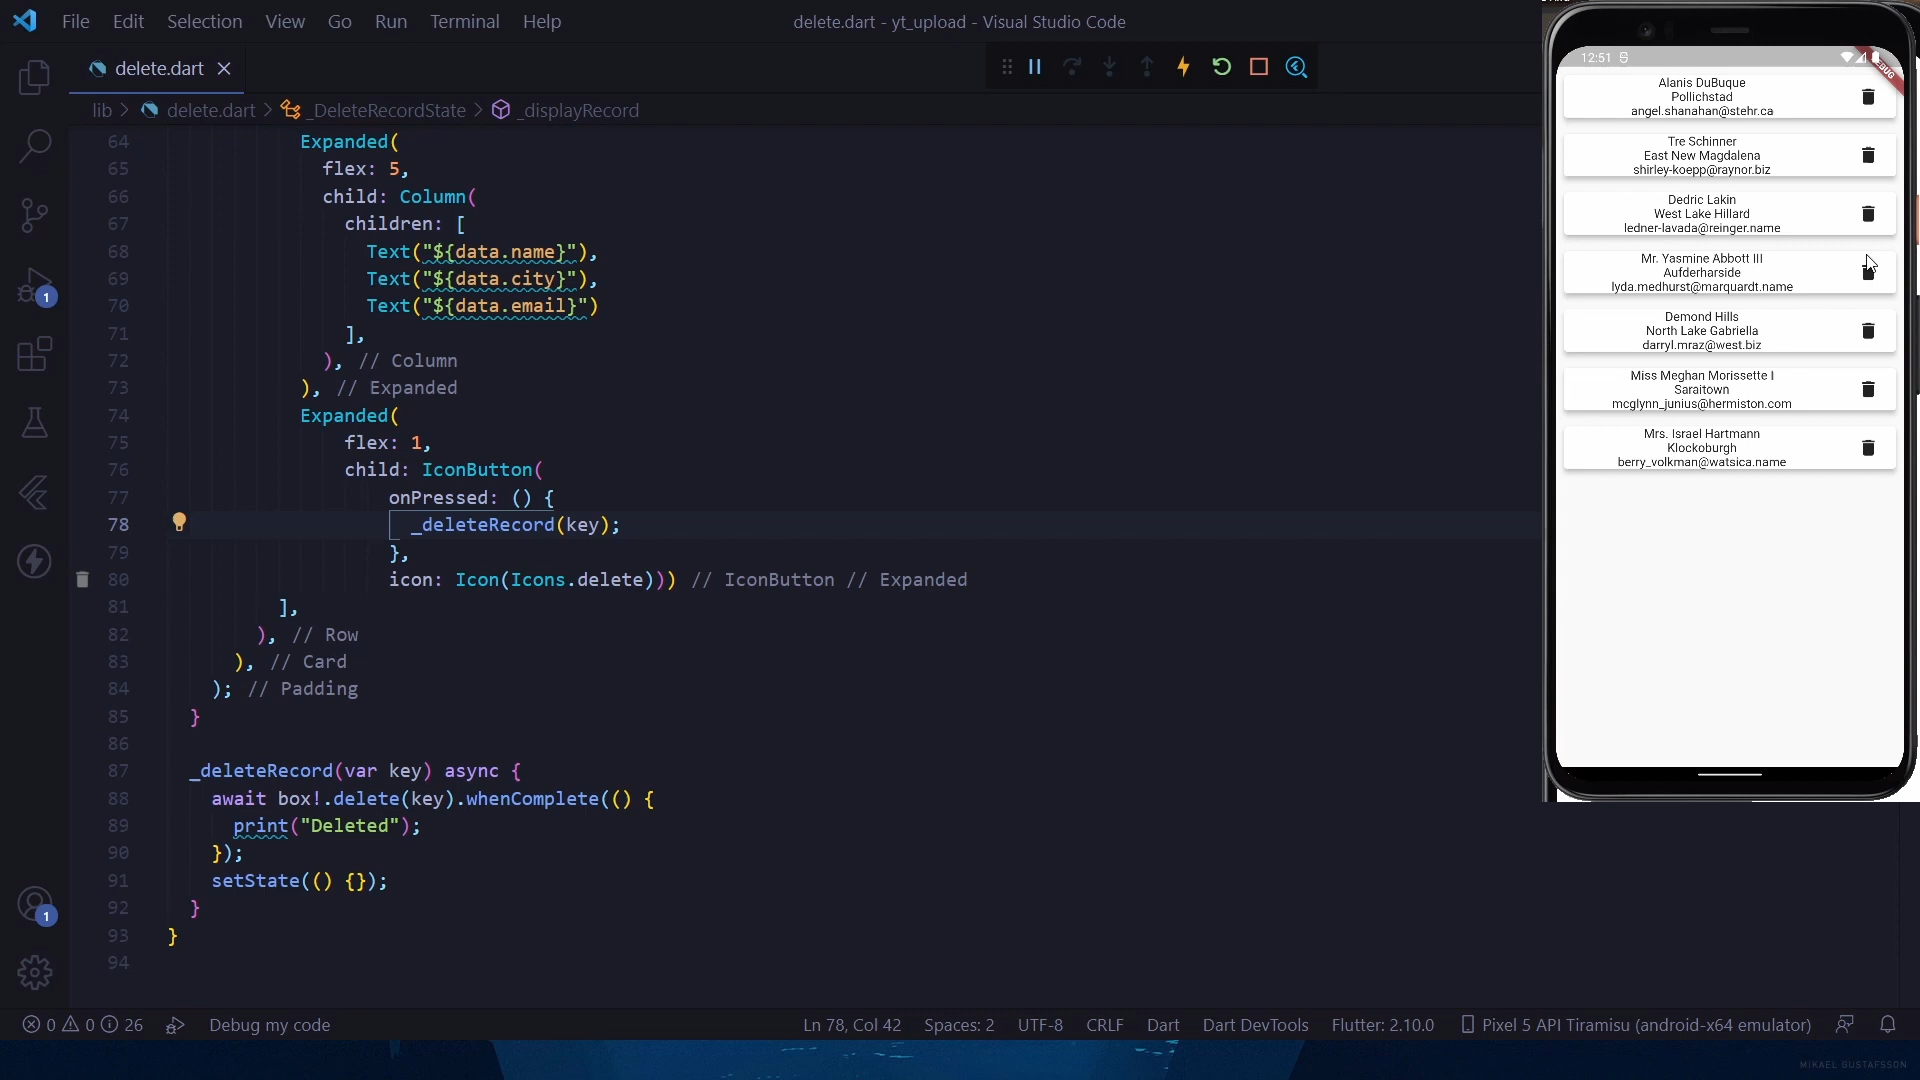 File Edit Selection View Go Run Terminal Help
delete.dart - yt_upload - Visual Studio Code
delete.dart
lib > delete.dart > _DeleteRecordState > _displayRecord
64 Expanded(
65 flex: 5,
66 child: Column(
67 children: [
68 Text("${data.name}"),
69 Text("${data.city}"),
70 Text("${data.email}")
71 ],
72 ), // Column
73 ), // Expanded
74 Expanded(
75 flex: 1,
76 child: IconButton(
77 onPressed: () {
78 _deleteRecord(key);
79 },
80 icon: Icon(Icons.delete))) // IconButton // Expanded
81 ],
82 ), // Row
83 ), // Card
84 ); // Padding
85 }
86
87 _deleteRecord(var key) async {
88 await box!.delete(key).whenComplete(() {
89 print("Deleted");
90 });
91 setState(() {});
92 }
93 }
94
1
1
0 0 26 Debug my code
Ln 78, Col 42 Spaces: 2 UTF-8 CRLF Dart Dart DevTools Flutter: 2.10.0 Pixel 5 API Tiramisu (android-x64 emulator)
12:51
Alanis DuBuque
Pollichstad
angel.shanahan@stehr.ca
Tre Schinner
East New Magdalena
shirley-koepp@raynor.biz
Dedric Lakin
West Lake Hillard
ledner-lavada@reinger.name
Mr. Yasmine Abbott III
Aufderharside
lyda.medhurst@marquardt.name
Demond Hills
North Lake Gabriella
darryl.mraz@west.biz
Miss Meghan Morissette I
Saraitown
mcglynn_junius@hermiston.com
Mrs. Israel Hartmann
Klockoburgh
berry_volkman@watsica.name
MIKAEL GUSTAFSSON